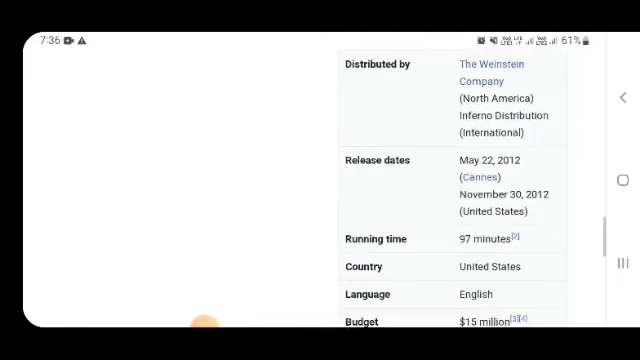 7:36
61%
Distributed by
The Weinstein
Company
(North America)
Inferno Distribution
(International)
Release dates
May 22, 2012
(Cannes)
November 30, 2012
(United States)
Running time
97 minutes[2]
Country
United States
Language
English
Budget
$15 million[3][4]